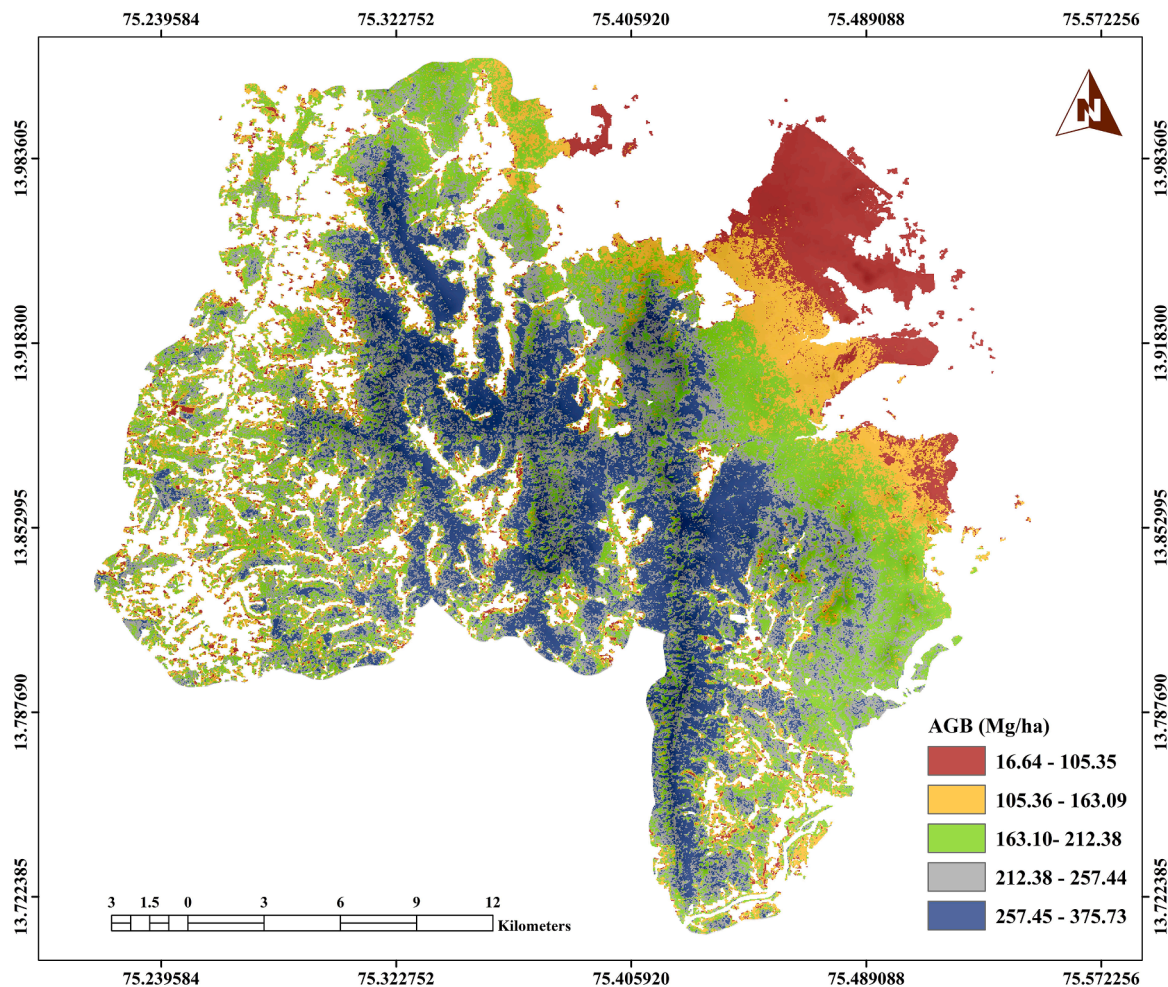 75.239584 75.322752 75.405920 75.489088 75.572256
N
13.983605 13.983605
13.918300 13.918300
13.852995 13.852995
13.787690 13.787690
13.722385 13.722385
AGB (Mg/ha)
16.64 - 105.35
105.36 - 163.09
163.10- 212.38
212.38 - 257.44
257.45 - 375.73
3 1.5 0 3 6 9 12
Kilometers
75.239584 75.322752 75.405920 75.489088 75.572256